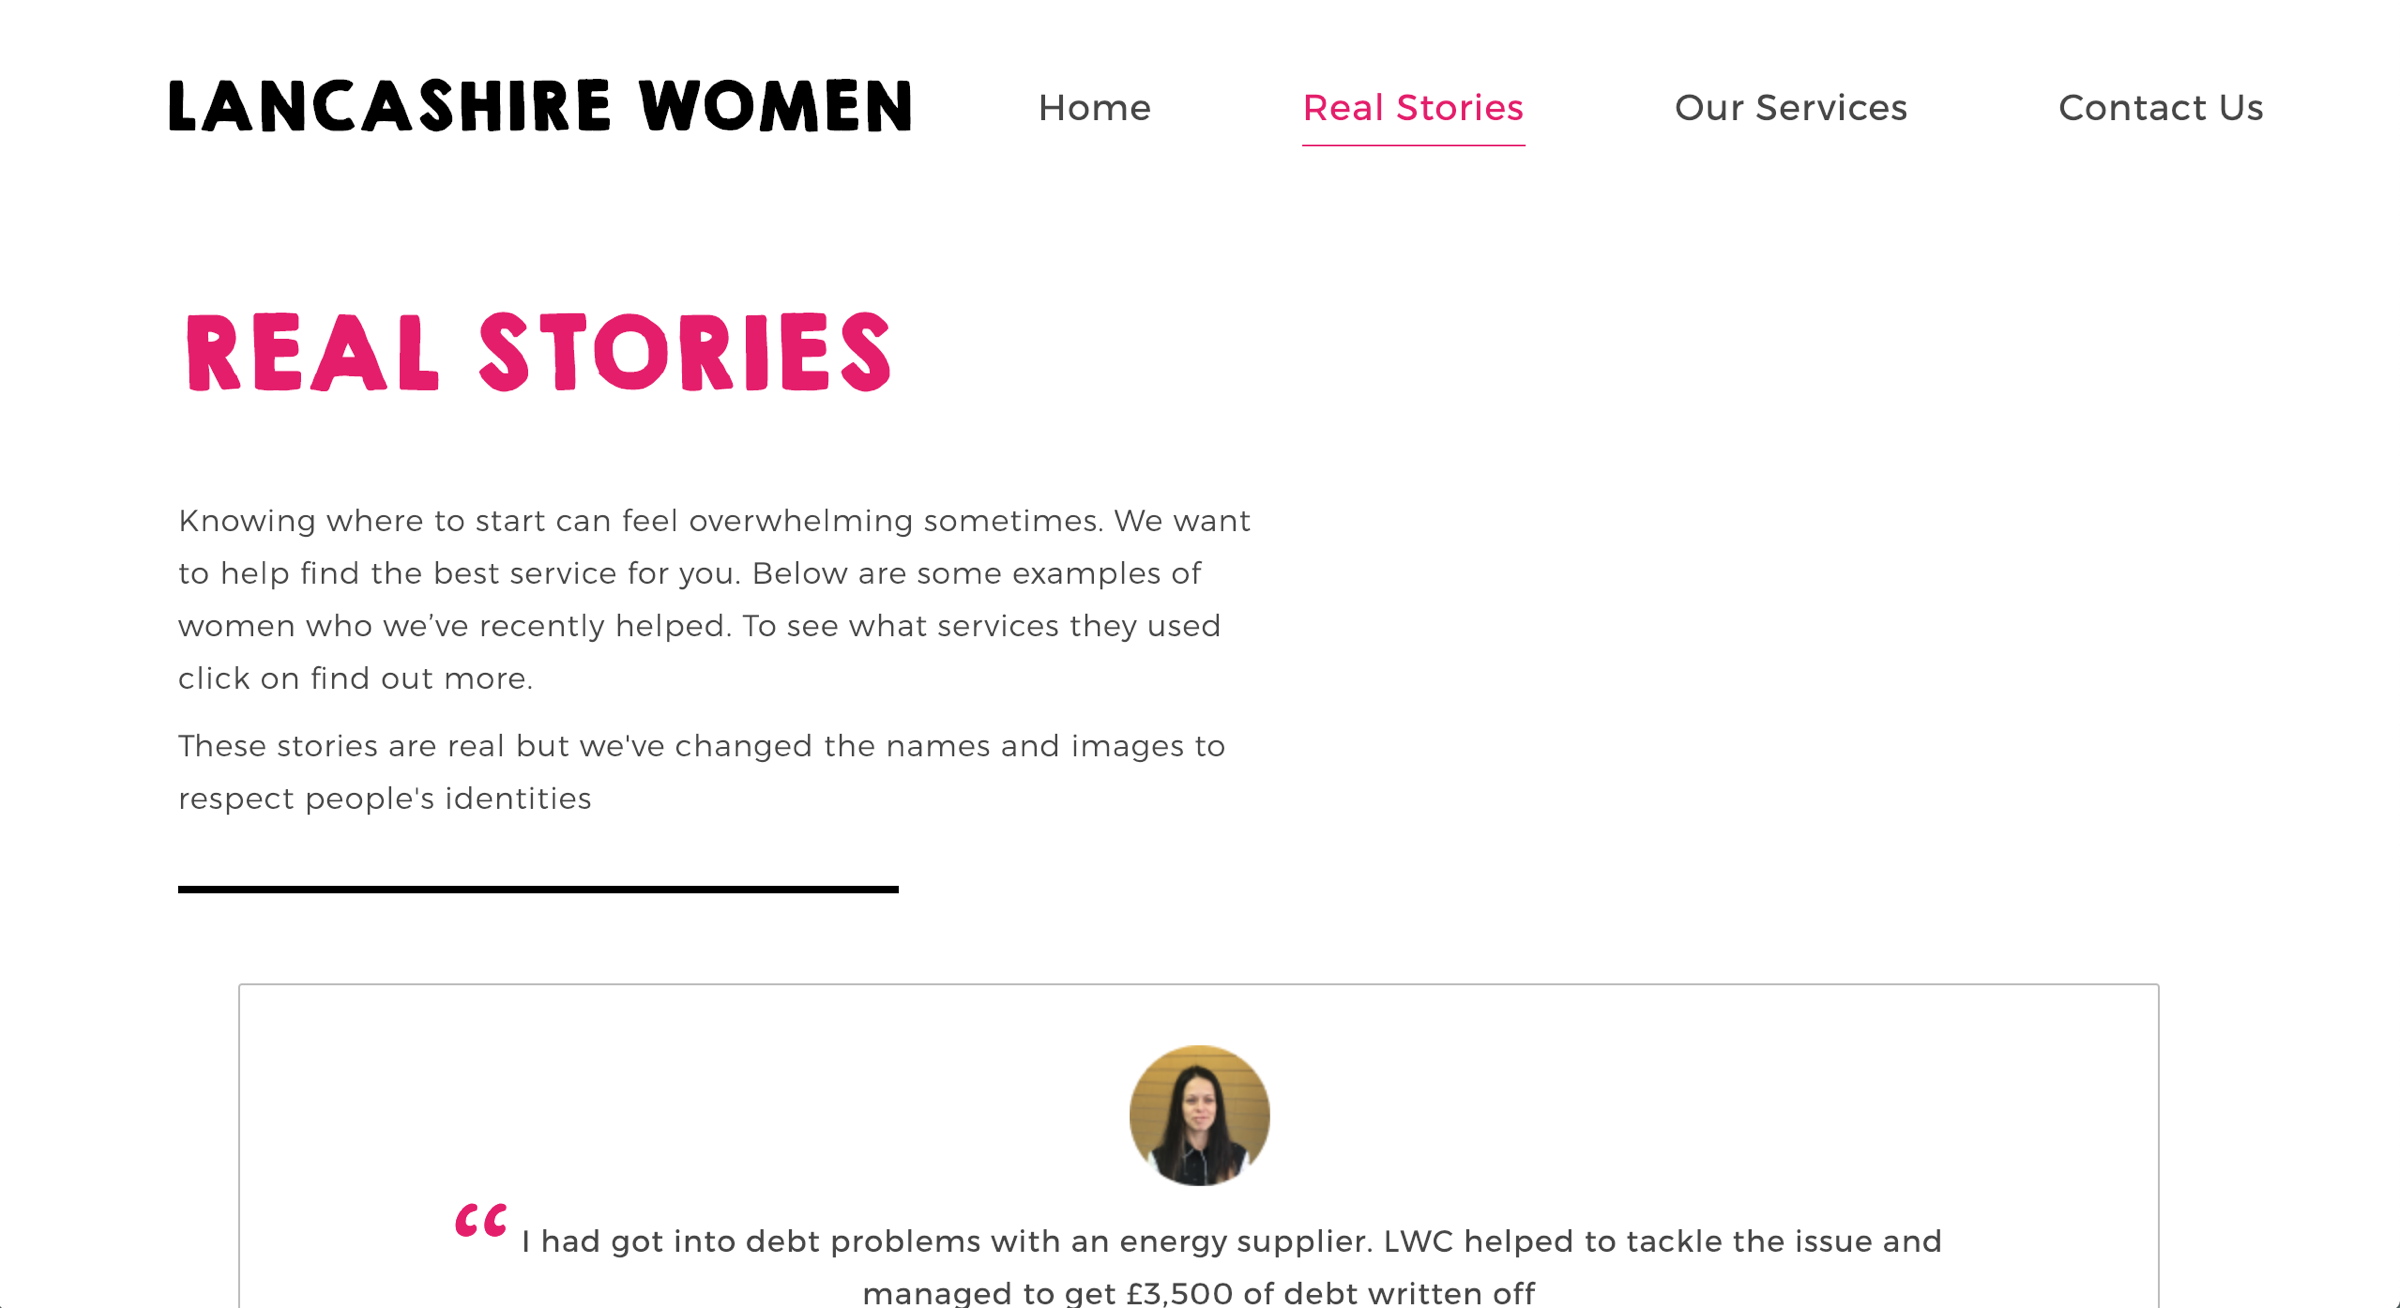 LANCASHIRE WOMEN
Home
Real Stories
Our Services
Contact Us
REAL STORIES
Knowing where to start can feel overwhelming sometimes. We want
to help find the best service for you. Below are some examples of
women who we’ve recently helped. To see what services they used
click on find out more.
These stories are real but we've changed the names and images to
respect people's identities
“ I had got into debt problems with an energy supplier. LWC helped to tackle the issue and
managed to get £3,500 of debt written off